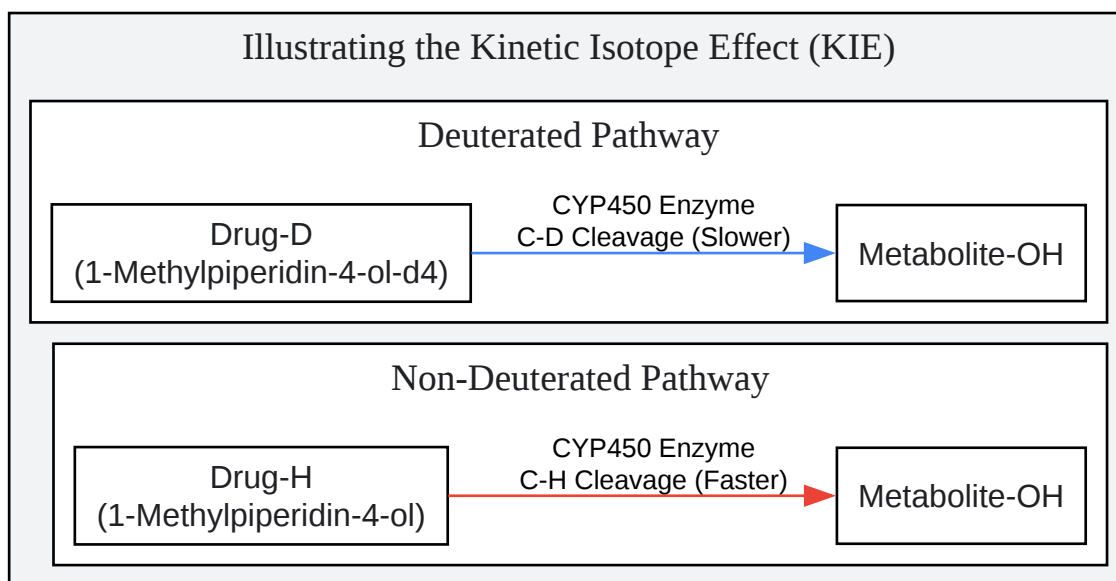 Illustrating the Kinetic Isotope Effect (KIE)
Deuterated Pathway
CYP450 Enzyme
C-D Cleavage (Slower)
Drug-D
(1-Methylpiperidin-4-ol-d4)
Metabolite-OH
Non-Deuterated Pathway
CYP450 Enzyme
C-H Cleavage (Faster)
Drug-H
(1-Methylpiperidin-4-ol)
Metabolite-OH